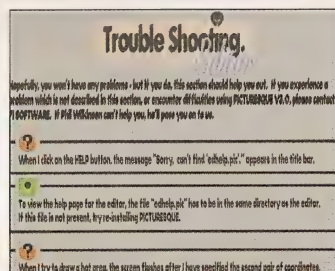 Trouble Shooting.
Hopefully, you won't have any problems - but if you do, this section should help you out. If you experience a
problem which is not described in this section, or encounter difficulties using PICTURESQUE V2.0, please contact
SOFTWARE. If Phil Wilkinson can't help you, he'll pass you on to us.
?
When I click on the HELP button, the message "Sorry, can't find 'edhelp.pic'." appears in the title bar.
To view the help page for the editor, the file "edhelp.pic" has to be in the same directory as the editor.
If this file is not present, try re-installing PICTURESQUE.
?
When I try to draw a hot area, the screen flashes after I have specified the second pair of coordinates.